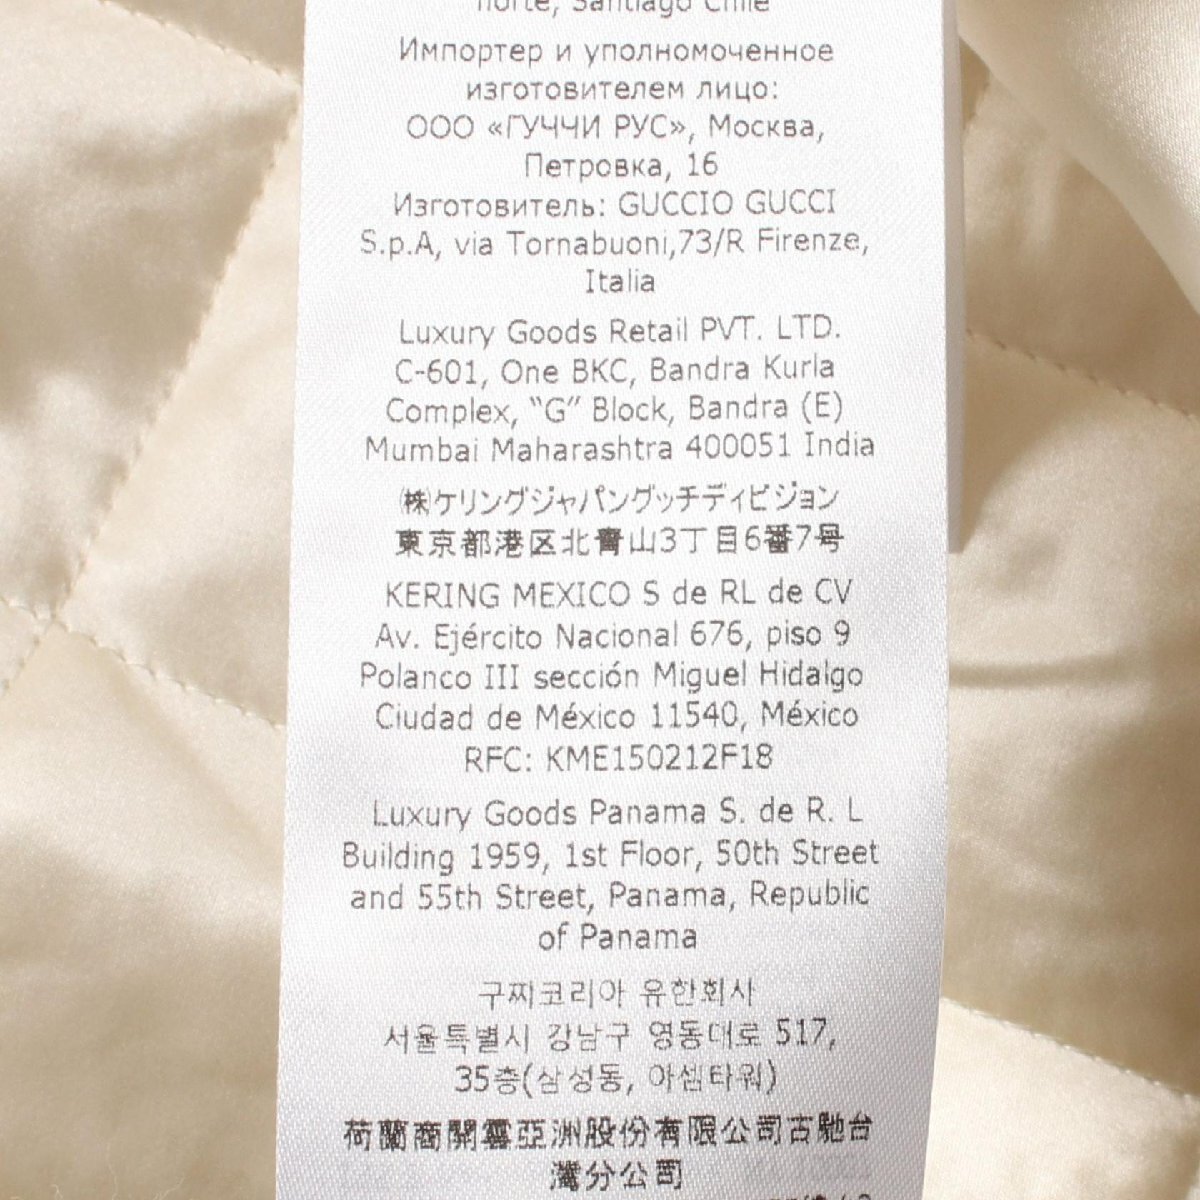 norte, Santiago Chile
Импортер и уполномоченное
изготовителем лицо:
ООО «ГУЧЧИ РУС», Москва,
Петровка, 16
Изготовитель: GUCCIO GUCCI
S.p.A, via Tornabuoni,73/R Firenze,
Italia
Luxury Goods Retail PVT. LTD.
C-601, One BKC, Bandra Kurla
Complex, “G” Block, Bandra (E)
Mumbai Maharashtra 400051 India
㈱ケリングジャパングッチディビジョン
東京都港区北青山3丁目6番7号
KERING MEXICO S de RL de CV
Av. Ejército Nacional 676, piso 9
Polanco III sección Miguel Hidalgo
Ciudad de México 11540, México
RFC: KME150212F18
Luxury Goods Panama S. de R. L
Building 1959, 1st Floor, 50th Street
and 55th Street, Panama, Republic
of Panama
구찌코리아 유한회사
서울특별시 강남구 영동대로 517,
35층(삼성동, 아셈타워)
荷蘭商開雲亞洲股份有限公司古馳台
灣分公司